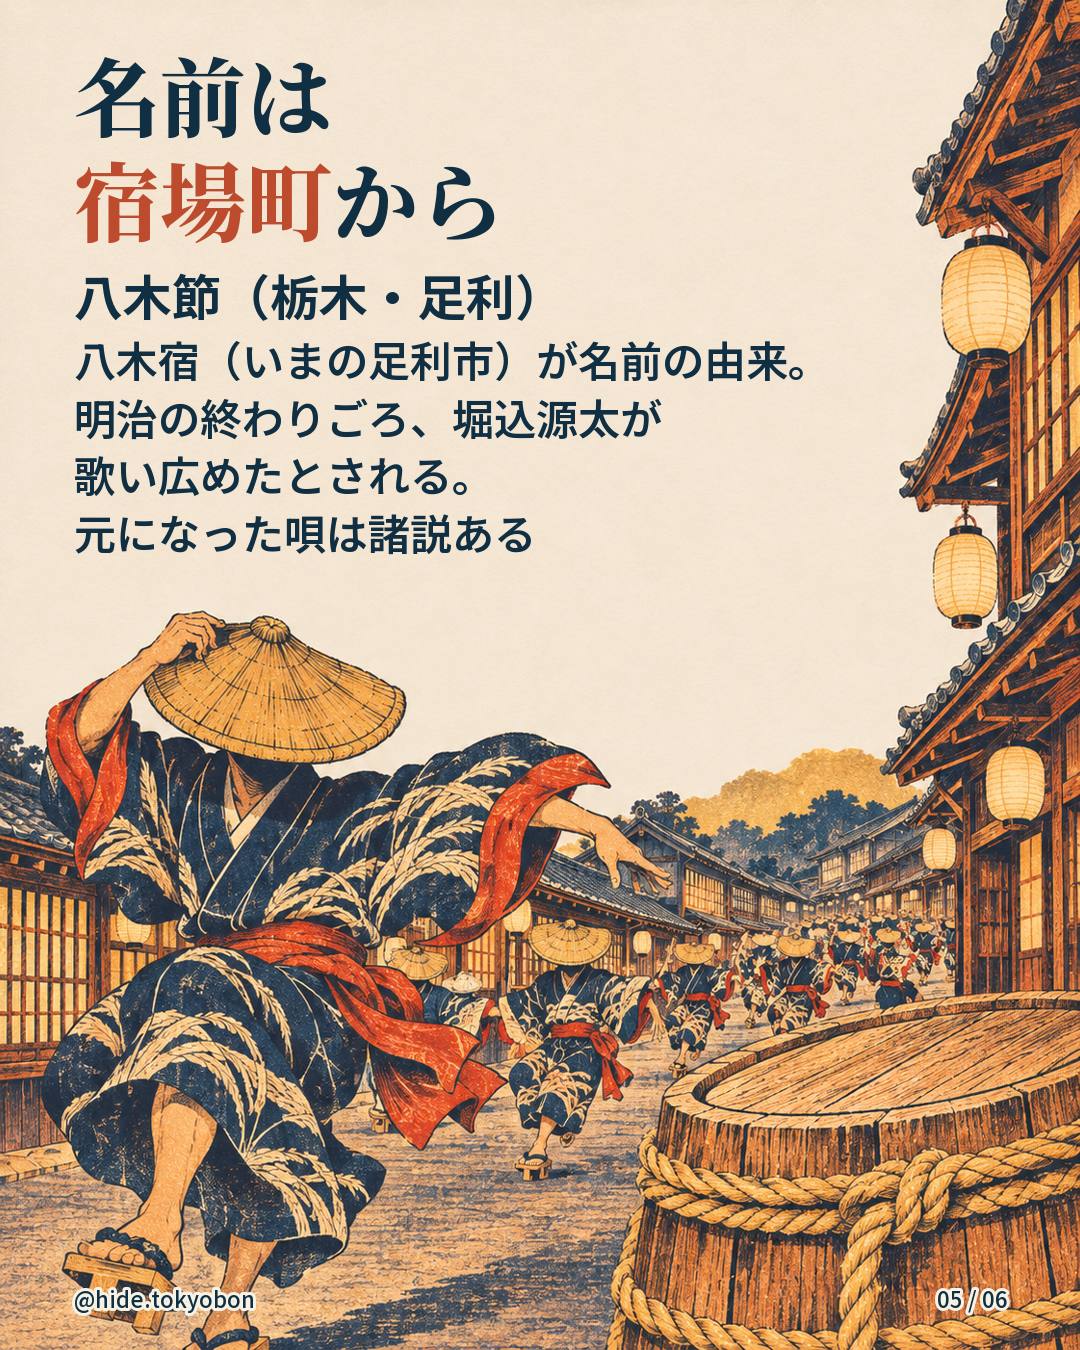 名前は
宿場町から
八木節（栃木・足利）
八木宿（いまの足利市）が名前の由来。
明治の終わりごろ、堀込源太が
歌い広めたとされる。
元になった唄は諸説ある
@hide.tokyobon
05 / 06